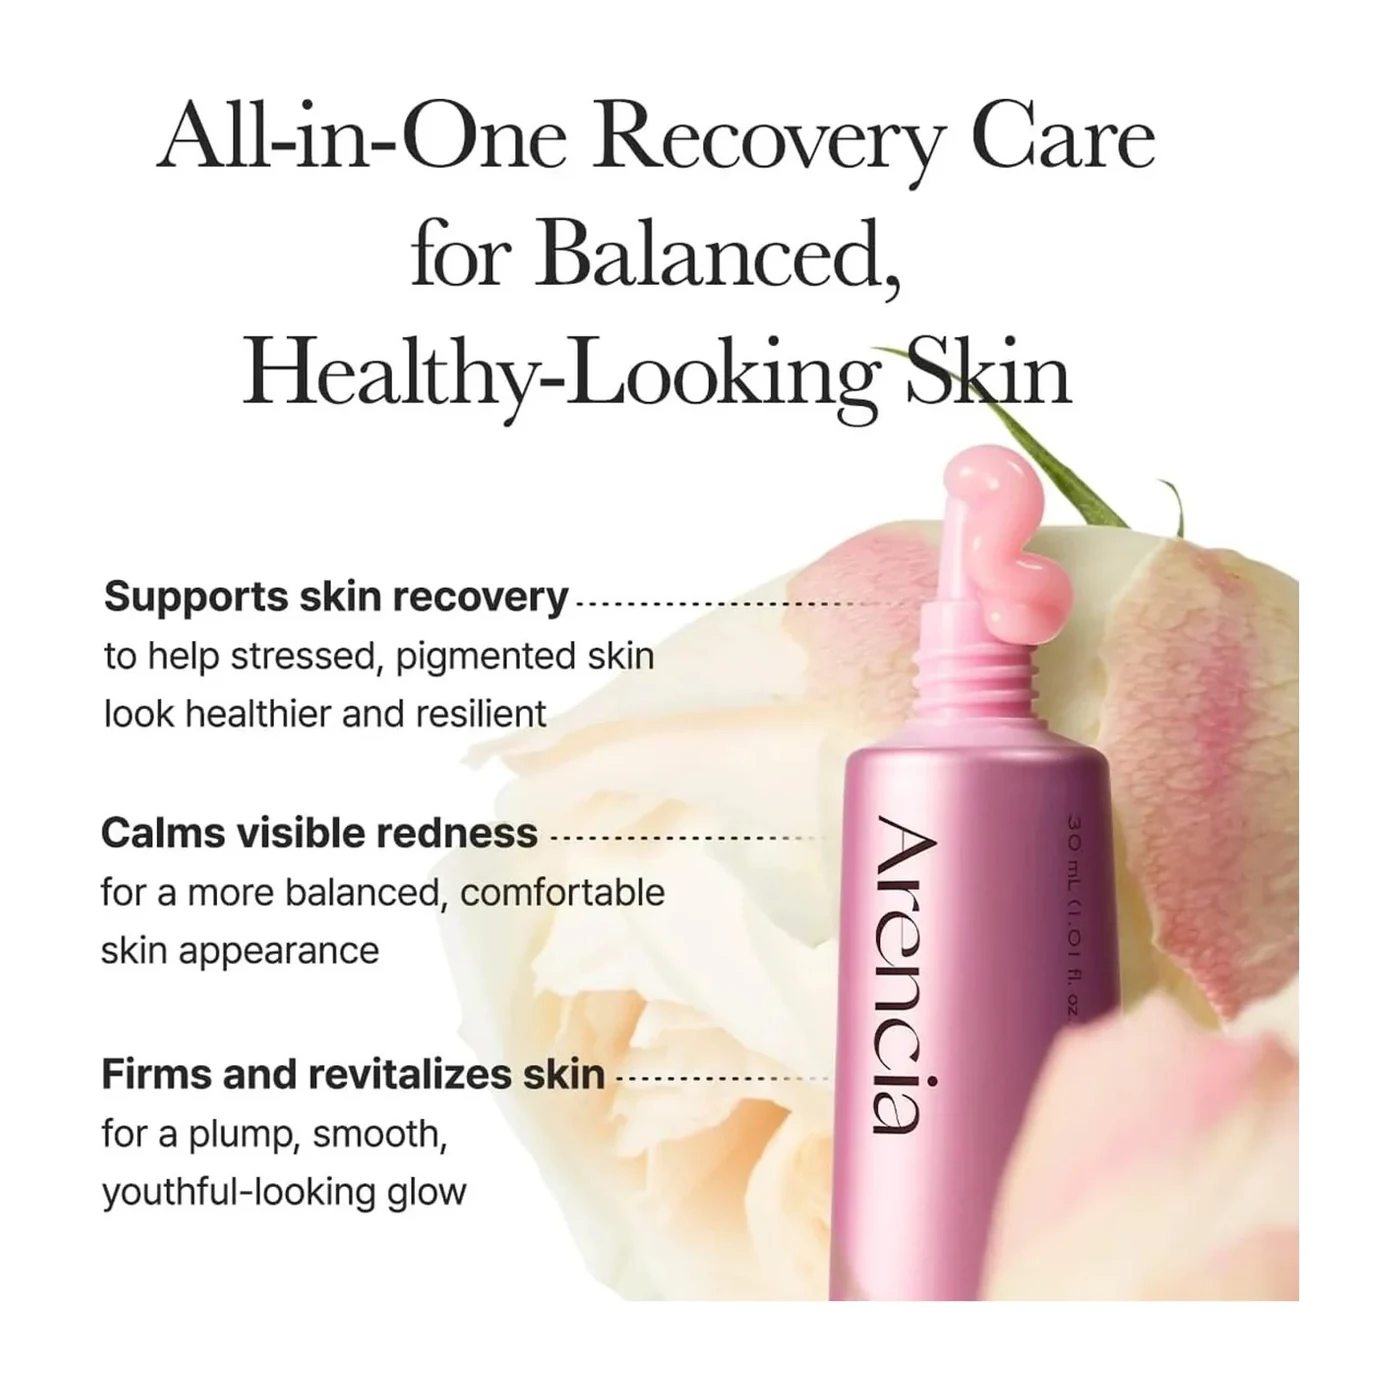 All-in-One Recovery Care
for Balanced,
Healthy-Looking Skin
Supports skin recovery
to help stressed, pigmented skin
look healthier and resilient
Calms visible redness
for a more balanced, comfortable
skin appearance
Firms and revitalizes skin
for a plump, smooth,
youthful-looking glow
Arencia
30 mL (1.01 fl. oz.